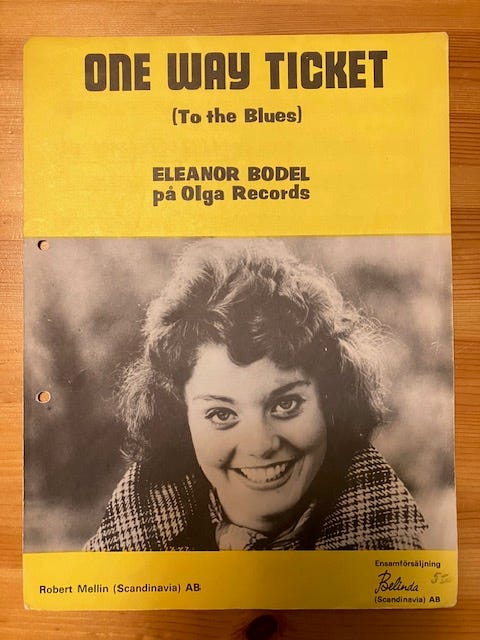 ONE WAY TICKET
(To the Blues)
ELEANOR BODEL
på Olga Records
Robert Mellin (Scandinavia) AB
Ensamförsäljning
Belinda
(Scandinavia) AB